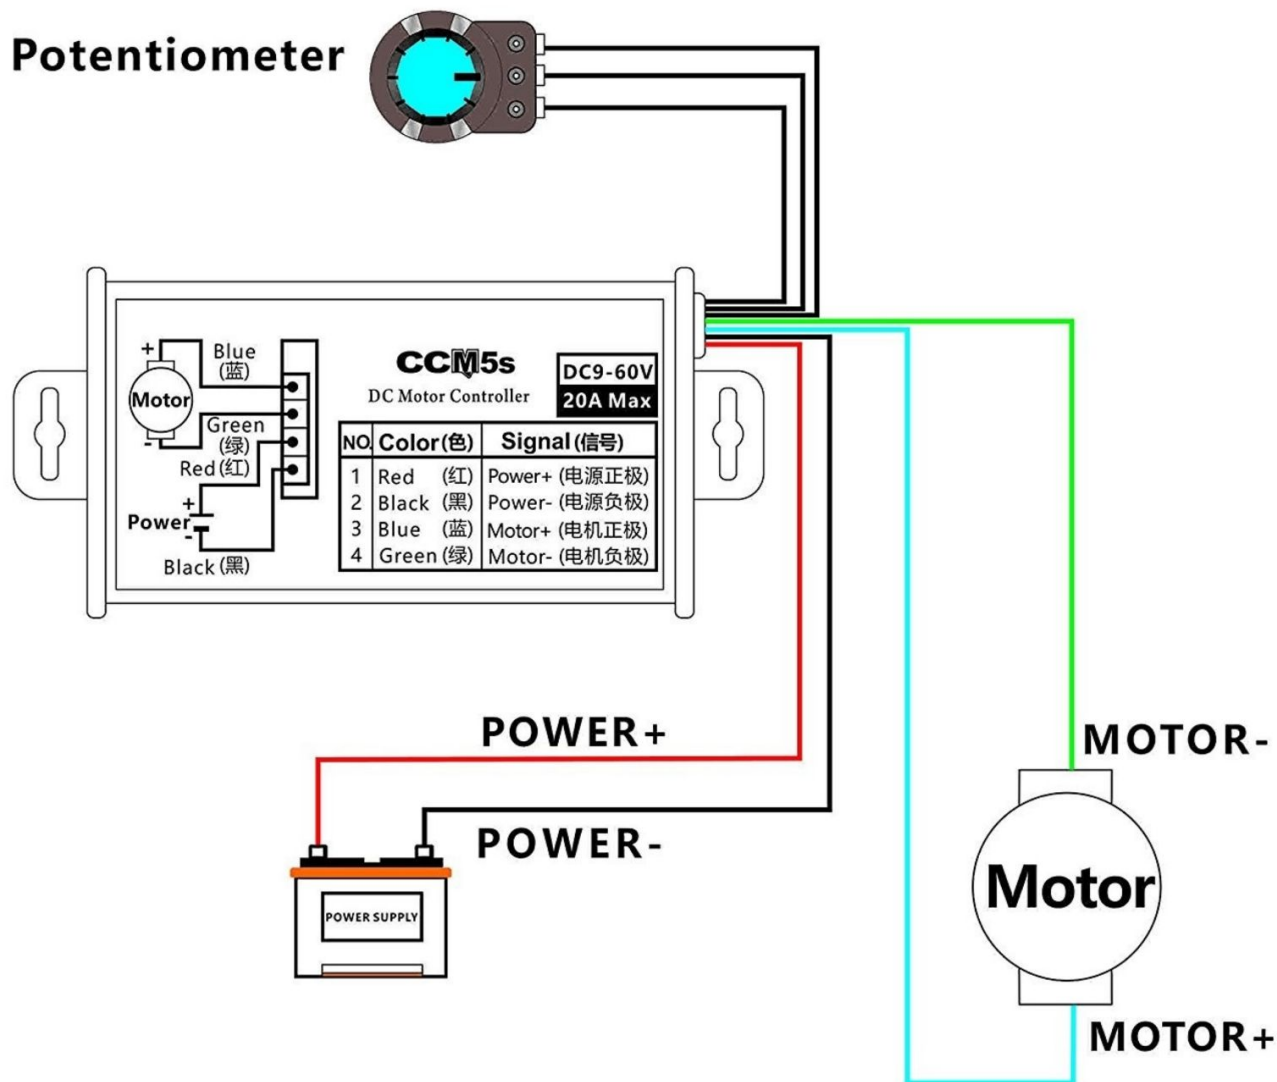 Potentiometer
+
Blue
(蓝)
Motor
Green
(绿)
-
Red (红)
+
Power
-
Black (黑)
CCM5s
DC Motor Controller
DC9-60V
20A Max
NO. Color (色) Signal (信号)
1 Red (红) Power+ (电源正极)
2 Black (黑) Power- (电源负极)
3 Blue (蓝) Motor+ (电机正极)
4 Green (绿) Motor- (电机负极)
POWER+
POWER-
POWER SUPPLY
MOTOR-
Motor
MOTOR+